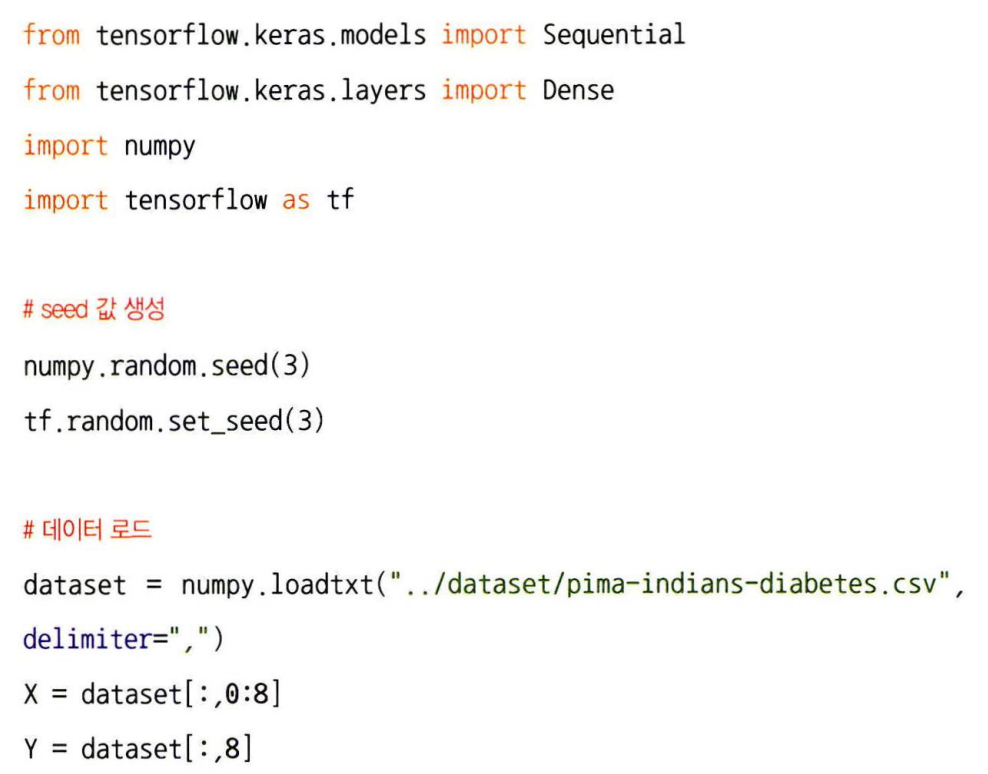 from tensorflow.keras.models import Sequential
from tensorflow.keras.layers import Dense
import numpy
import tensorflow as tf
# seed 값 생성
numpy.random.seed(3)
tf.random.set_seed(3)
# 데이터 로드
dataset = numpy.loadtxt("../dataset/pima-indians-diabetes.csv",
delimiter=",")
X = dataset[:,0:8]
Y = dataset[:,8]